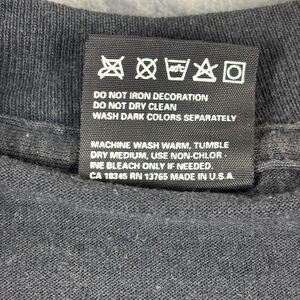 40°C
DO NOT IRON DECORATION
DO NOT DRY CLEAN
WASH DARK COLORS SEPARATELY
MACHINE WASH WARM, TUMBLE
DRY MEDIUM, USE NON-CHLOR-
INE BLEACH ONLY IF NEEDED.
CA 18345 RN 13765 MADE IN U.S.A.